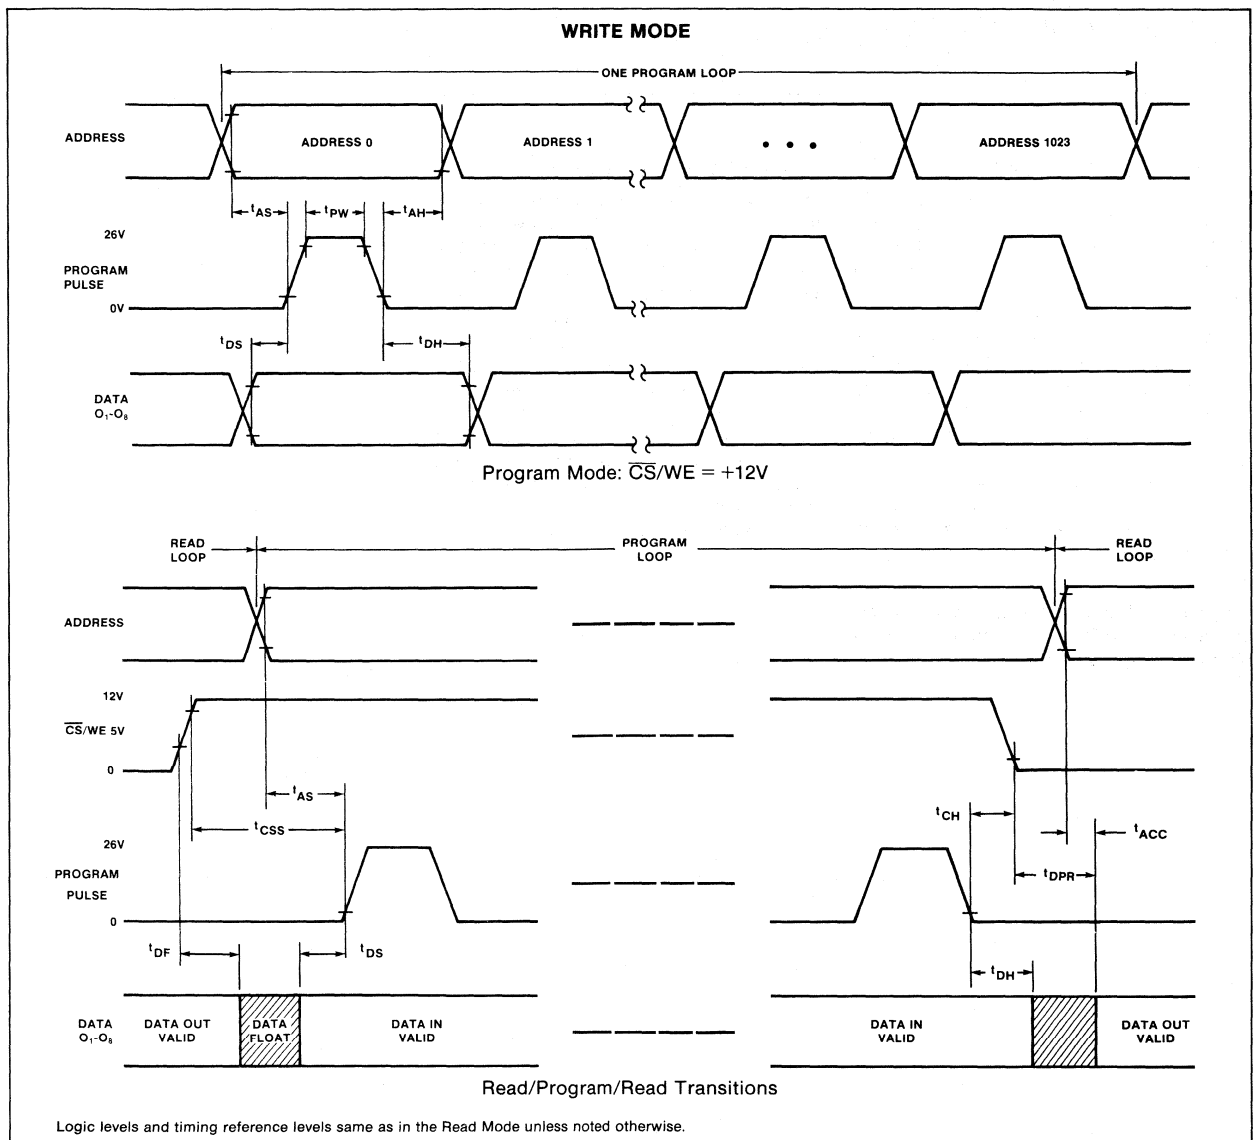 WRITE MODE
ONE PROGRAM LOOP
ADDRESS
ADDRESS 0
ADDRESS 1
• • •
ADDRESS 1023
tAS
tPW
tAH
26V
PROGRAM
PULSE
0V
tDS
tDH
DATA
O1-O8
Program Mode: C̅S̅/WE = +12V
READ
LOOP
PROGRAM
LOOP
READ
LOOP
ADDRESS
12V
C̅S̅/WE 5V
0
tAS
tCSS
tCH
tACC
tDPR
26V
PROGRAM
PULSE
0
tDF
tDS
tDH
DATA
O1-O8
DATA OUT
VALID
DATA
FLOAT
DATA IN
VALID
DATA IN
VALID
DATA OUT
VALID
Read/Program/Read Transitions
Logic levels and timing reference levels same as in the Read Mode unless noted otherwise.